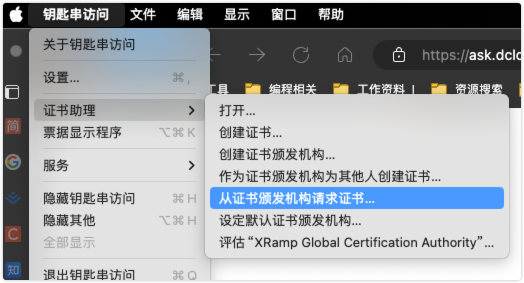 钥匙串访问 文件 编辑 显示 窗口 帮助
关于钥匙串访问
https://ask.dclo
设置... ⌘ ,
工具 编程相关 工作资料！ 资源搜索
证书助理 >
打开...
票据显示程序 ⌥⌘K
创建证书...
服务 >
创建证书颁发机构...
作为证书颁发机构为其他人创建证书...
隐藏钥匙串访问 ⌘H
从证书颁发机构请求证书...
隐藏其他 ⌥⌘H
设定默认证书颁发机构...
全部显示
评估“XRamp Global Certification Authority”...
退出钥匙串访问 ⌘Q
简
G
C
知